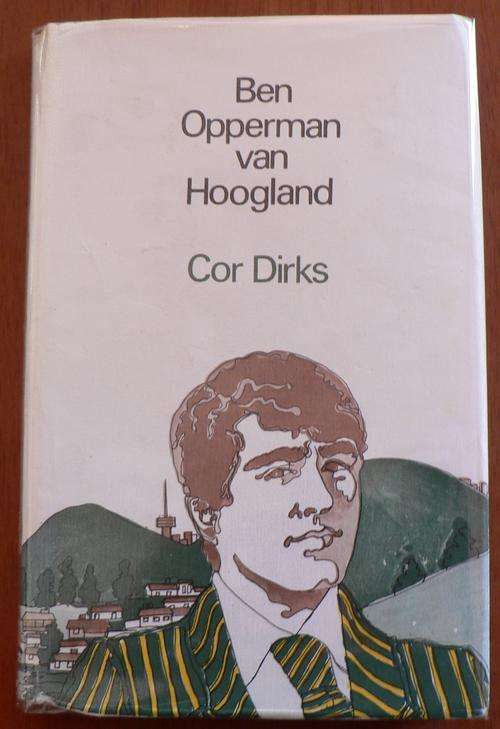 Ben
Opperman
van
Hoogland
Cor Dirks